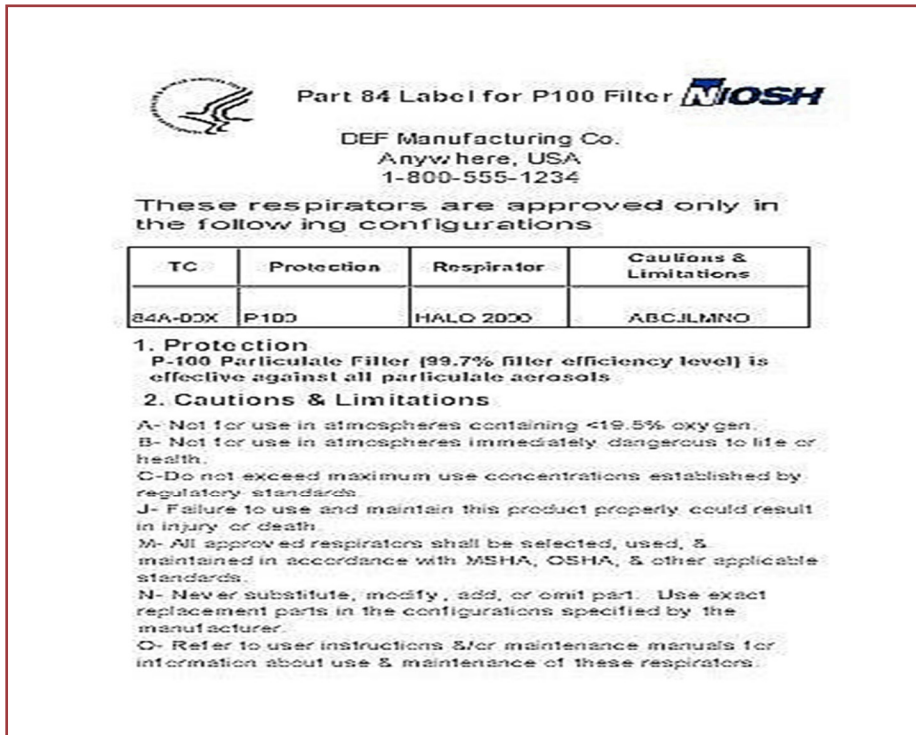 Part 84 Label for P100 Filter NIOSH
DEF Manufacturing Co.
Anywhere, USA
1-800-555-1234
These respirators are approved only in
the following configurations
TC Protection Respirator Cautions &
Limitations
84A-00X P100 HALO 2000 ABCJLMNO
1. Protection
P-100 Particulate Filter (99.7% filter efficiency level) is
effective against all particulate aerosols
2. Cautions & Limitations
A- Not for use in atmospheres containing <19.5% oxygen.
B- Not for use in atmospheres immediately dangerous to life or
health.
C-Do not exceed maximum use concentrations established by
regulatory standards.
J- Failure to use and maintain this product properly could result
in injury or death.
M- All approved respirators shall be selected, used, &
maintained in accordance with MSHA, OSHA, & other applicable
standards.
N- Never substitute, modify, add, or omit part. Use exact
replacement parts in the configurations specified by the
manufacturer.
O- Refer to user instructions &/or maintenance manuals for
information about use & maintenance of these respirators.